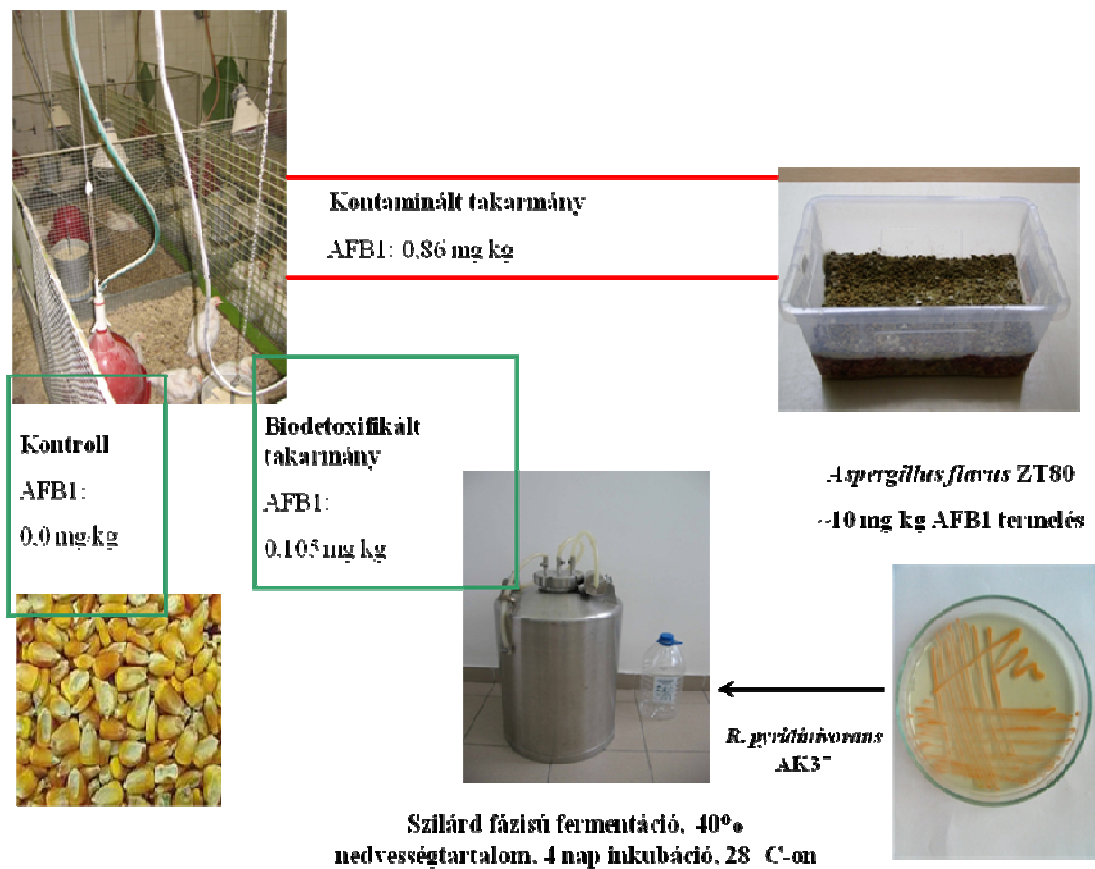 Kontaminált takarmány
AFB1: 0,86 mg kg
Kontroll
AFB1:
0,0 mg/kg
Biodetoxifikált
takarmány
AFB1:
0,105 mg kg
Aspergillus flavus ZT80
~10 mg kg AFB1 termelés
R. pyridinivorans
AK37
Szilárd fázisú fermentáció, 40%
nedvességtartalom, 4 nap inkubáció, 28 C-on